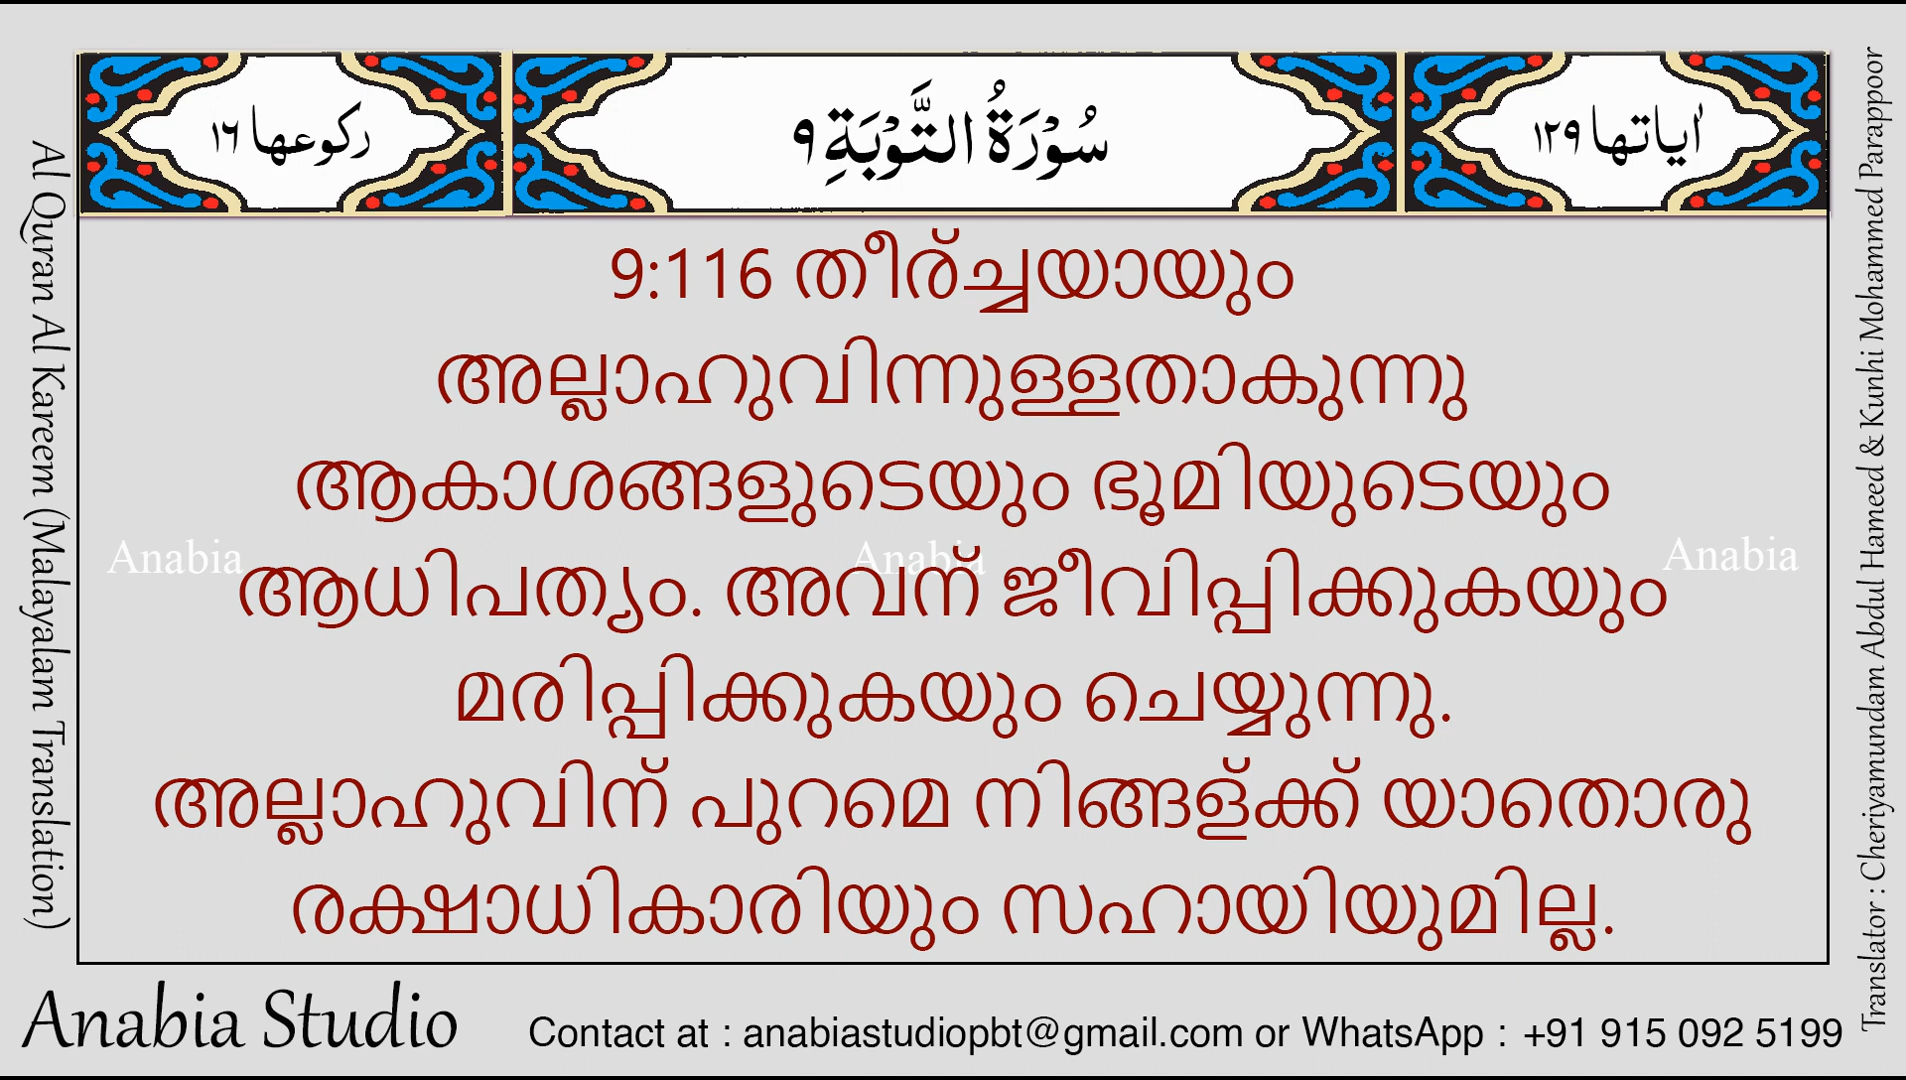 ركوعها ١٦
سُوْرَةُ التَّوْبَةِ ٩
اٰياتها ١٢٩
9:116 തീര്ച്ചയായും
അല്ലാഹുവിന്നുള്ളതാകുന്നു
ആകാശങ്ങളുടെയും ഭൂമിയുടെയും
ആധിപത്യം. അവന് ജീവിപ്പിക്കുകയും
മരിപ്പിക്കുകയും ചെയ്യുന്നു.
അല്ലാഹുവിന് പുറമെ നിങ്ങള്ക്ക് യാതൊരു
രക്ഷാധികാരിയും സഹായിയുമില്ല.
Anabia
Anabia
Anabia
Al Quran Al Kareem (Malayalam Translation)
Translator : Cheriyamundam Abdul Hameed & Kunhi Mohammed Parappoor
Anabia Studio
Contact at : anabiastudiopbt@gmail.com or WhatsApp : +91 915 092 5199